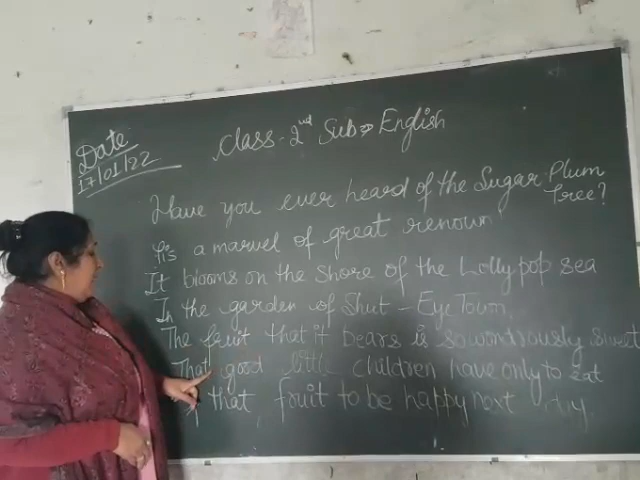 Date
17/01/22
Class - 2nd Sub⇒ English
Have you ever heard of the Sugar-Plum
Tree?
It's a marvel of great renown
It blooms on the shore of the Lollypop sea
In the garden of Shut - Eye Town,
The fruit that it bears is so wondrously sweet
That good little children have only to eat
that fruit to be happy next day.